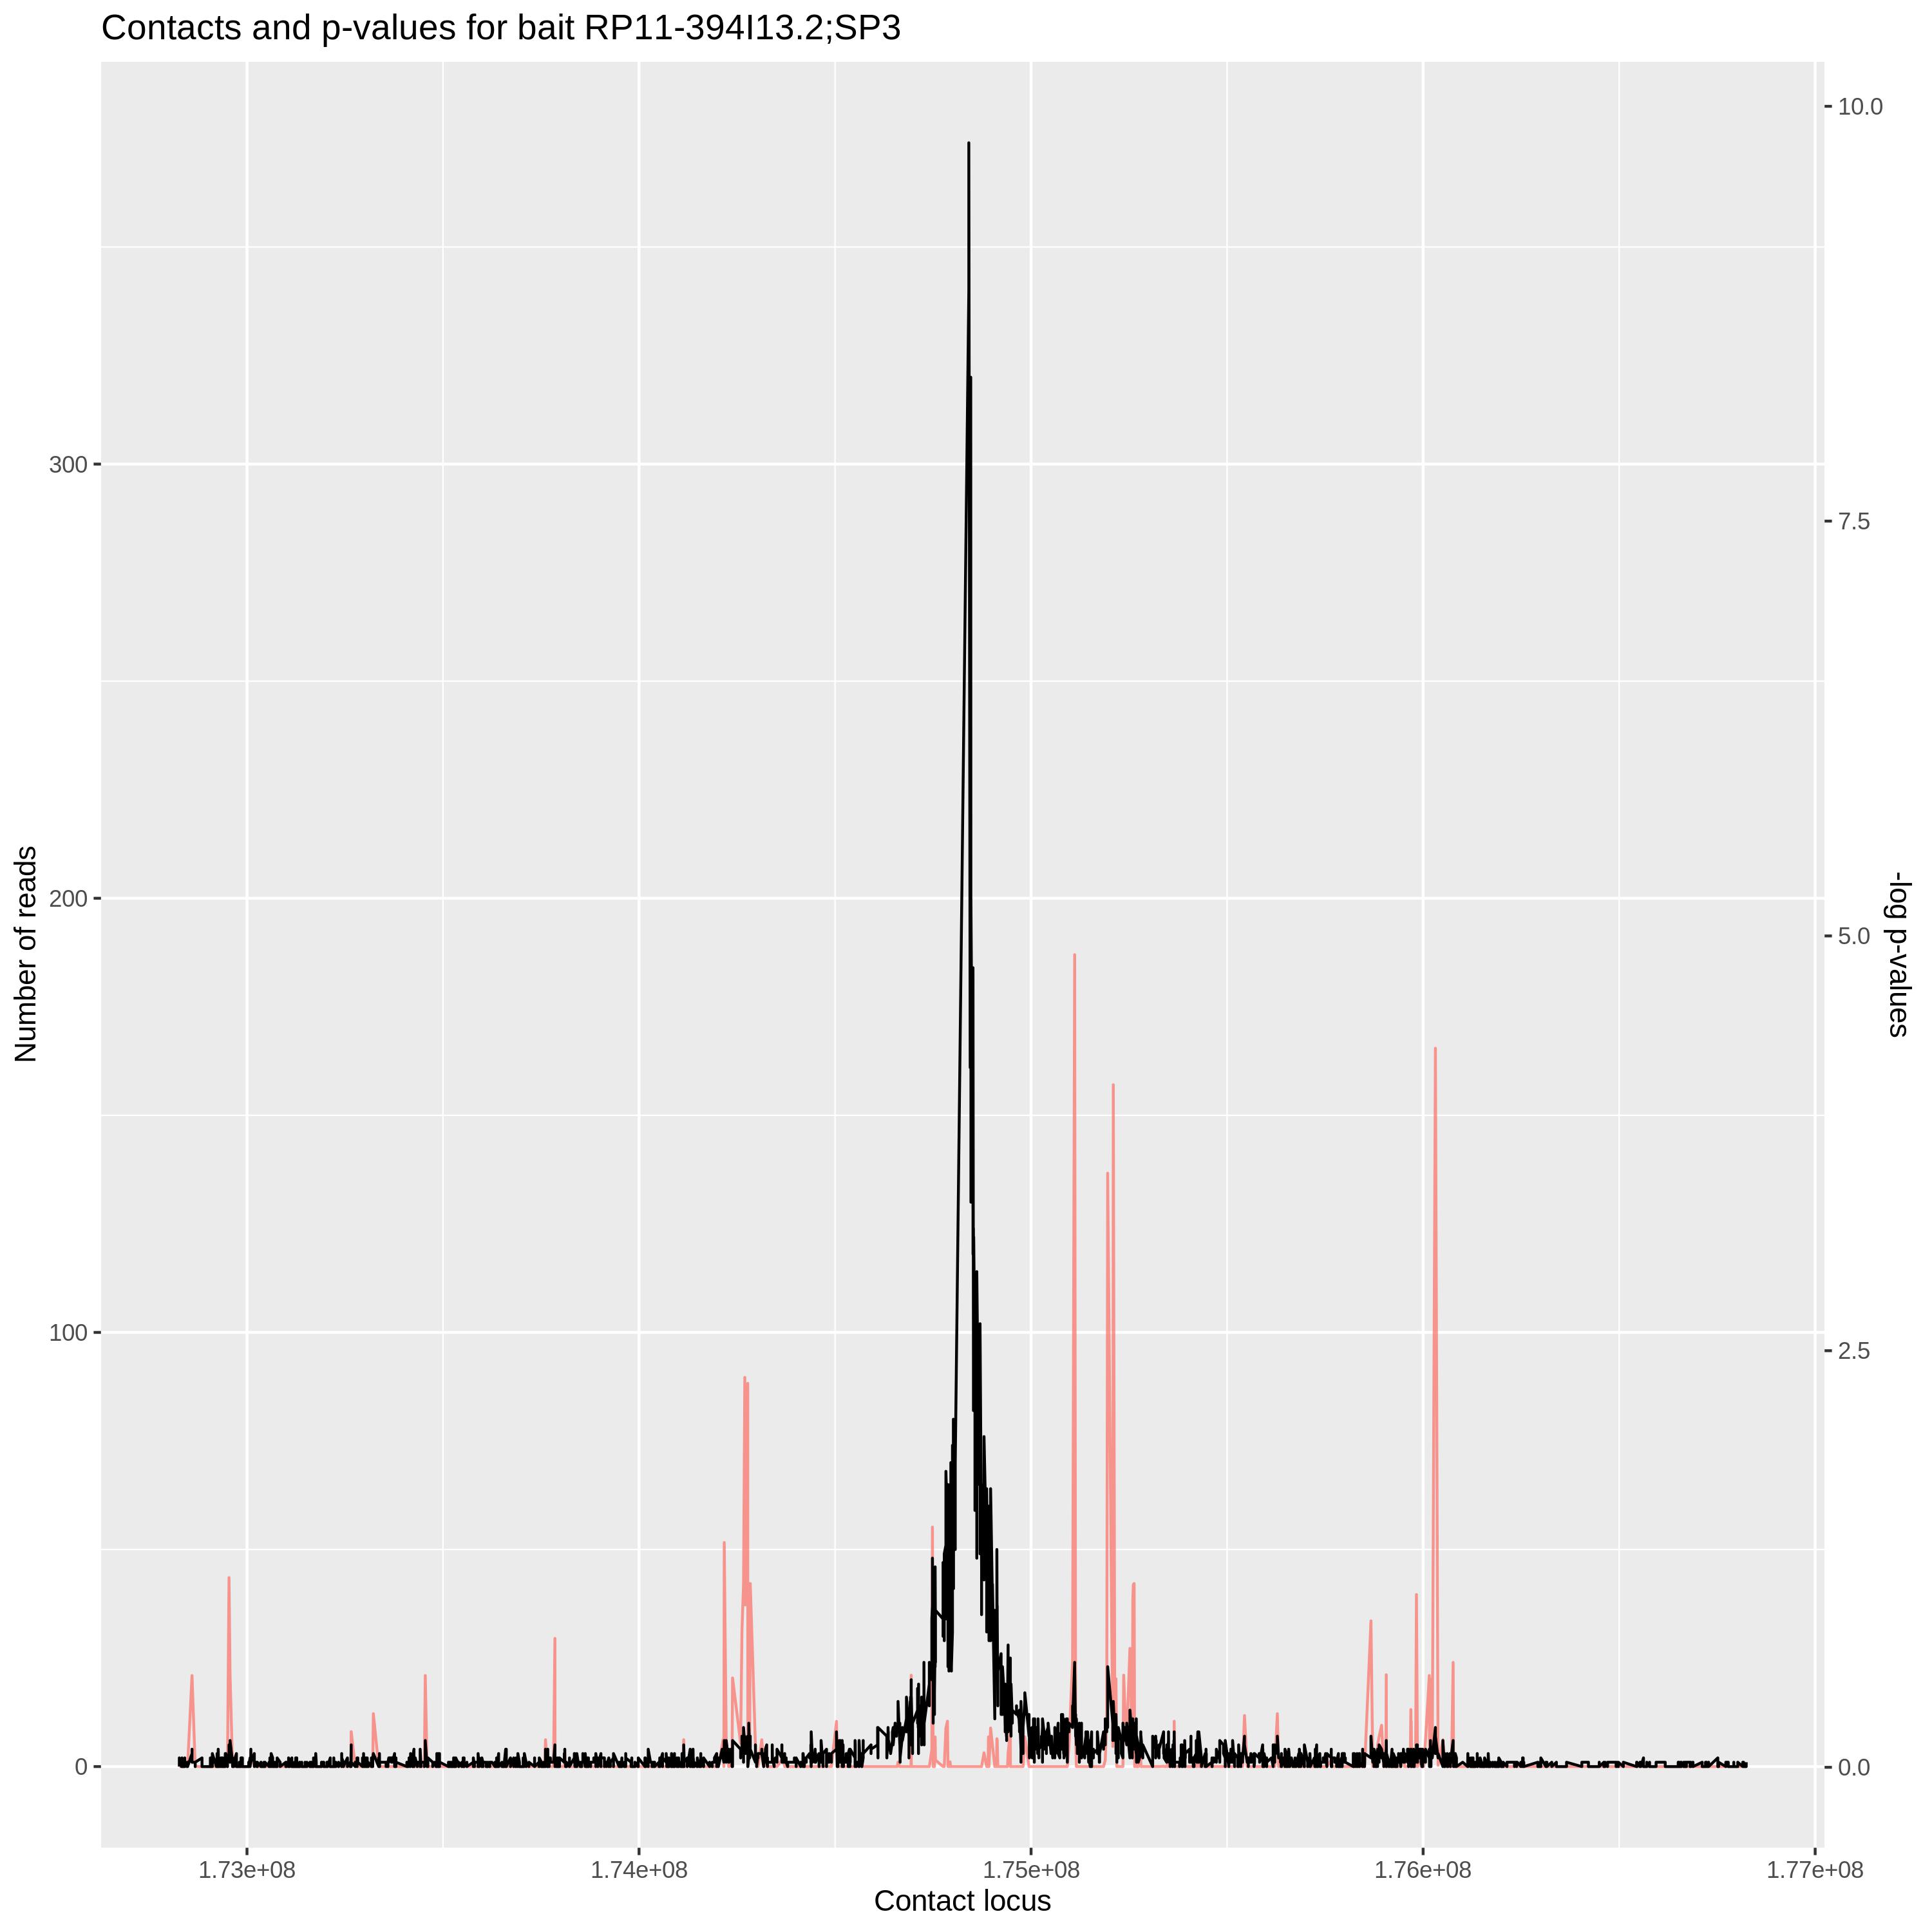 Contacts and p-values for bait RP11-394I13.2;SP3
Number of reads
300
200
100
0
10.0
7.5
5.0
2.5
0.0
-log p-values
1.73e+08
1.74e+08
1.75e+08
1.76e+08
1.77e+08
Contact locus